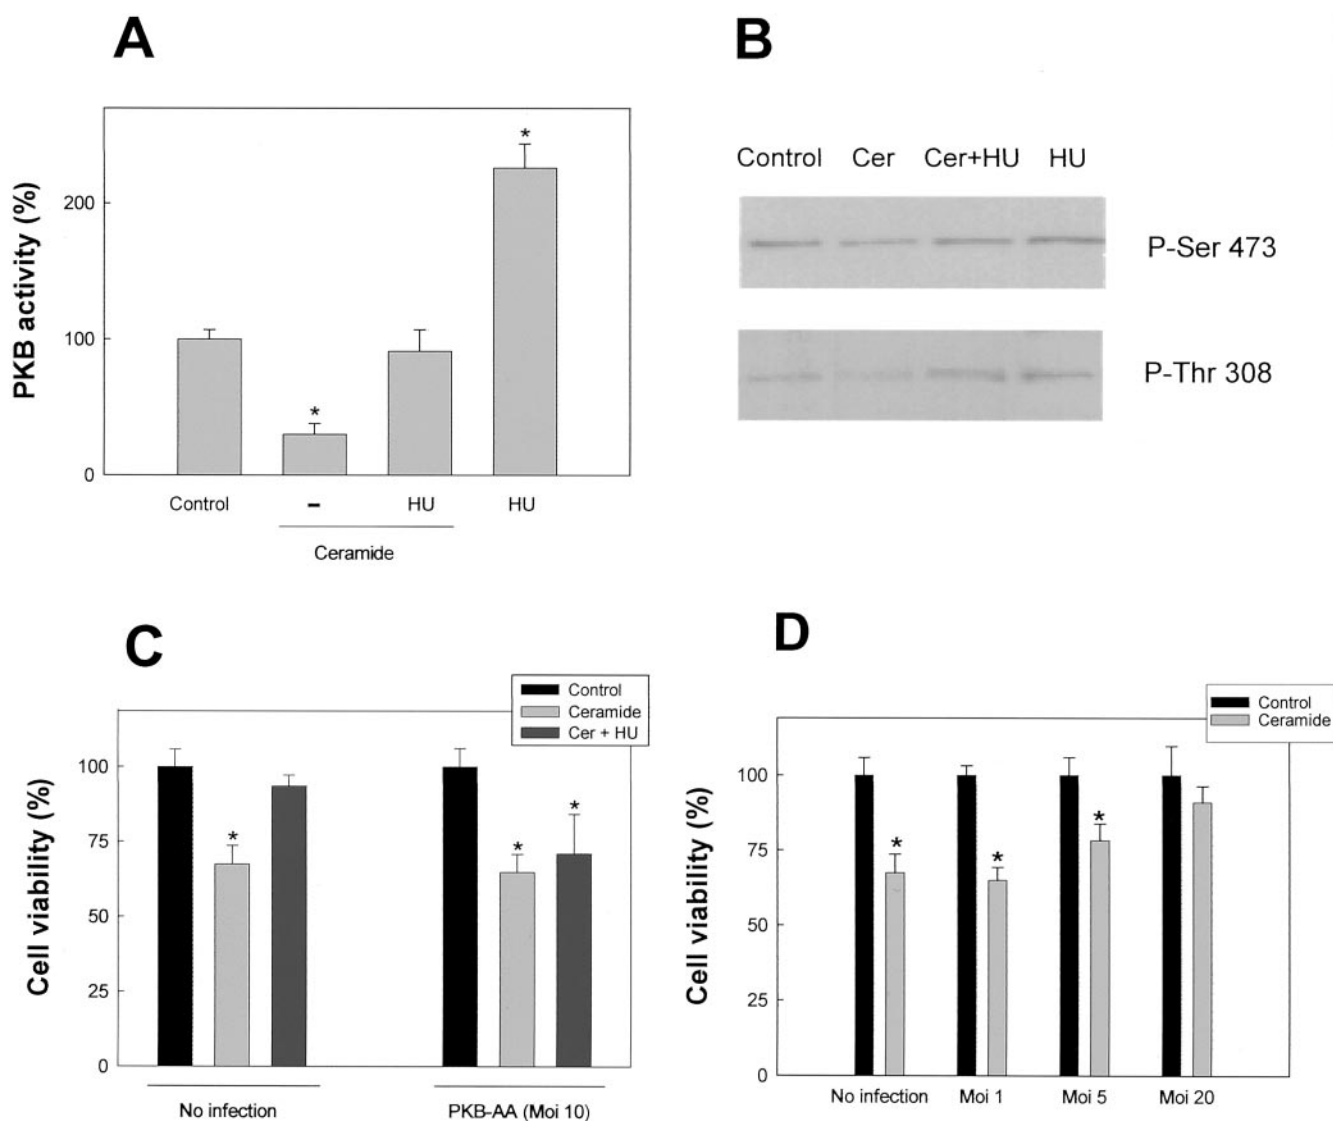 A
PKB activity (%)
200
100
0
*
*
Control
–
HU
HU
Ceramide
B
Control Cer Cer+HU HU
P-Ser 473
P-Thr 308
C
Control
Ceramide
Cer + HU
Cell viability (%)
100
75
50
25
0
*
*
*
No infection
PKB-AA (Moi 10)
D
Control
Ceramide
Cell viability (%)
100
75
50
25
0
*
*
*
No infection
Moi 1
Moi 5
Moi 20